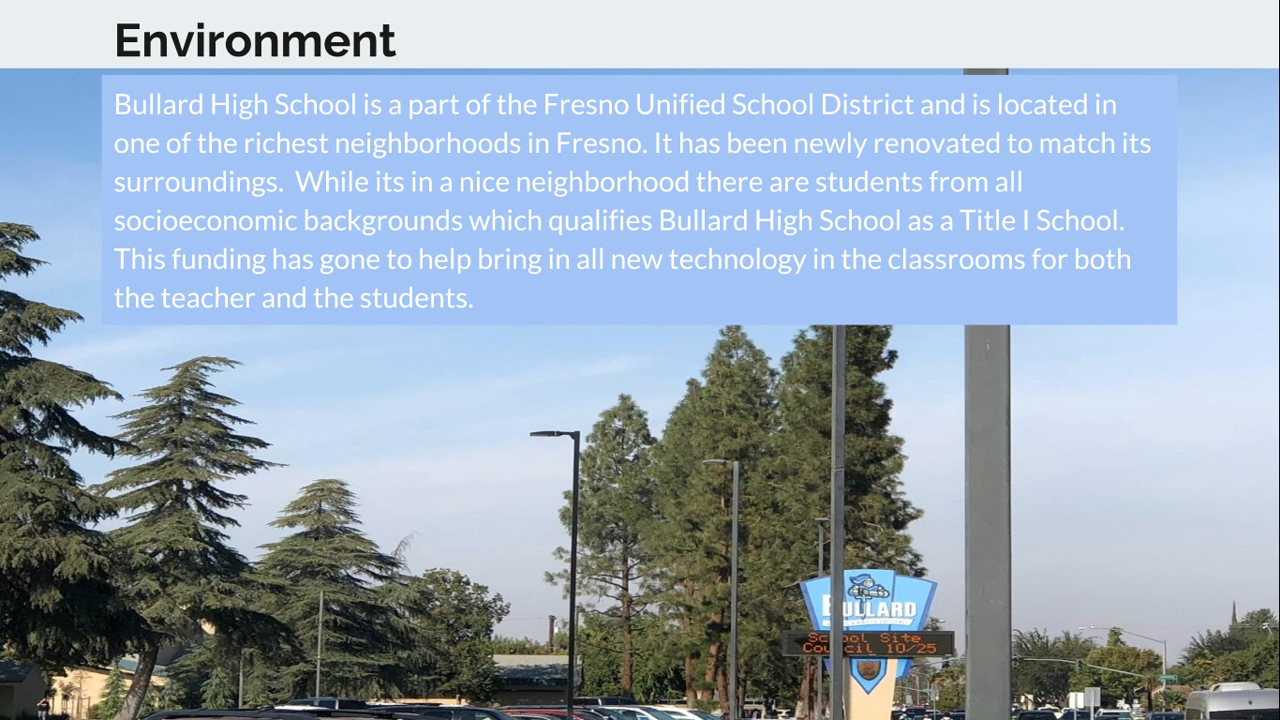 Environment
Bullard High School is a part of the Fresno Unified School District and is located in
one of the richest neighborhoods in Fresno. It has been newly renovated to match its
surroundings.  While its in a nice neighborhood there are students from all
socioeconomic backgrounds which qualifies Bullard High School as a Title I School.
This funding has gone to help bring in all new technology in the classrooms for both
the teacher and the students.
BULLARD
School Site
Council 10/25